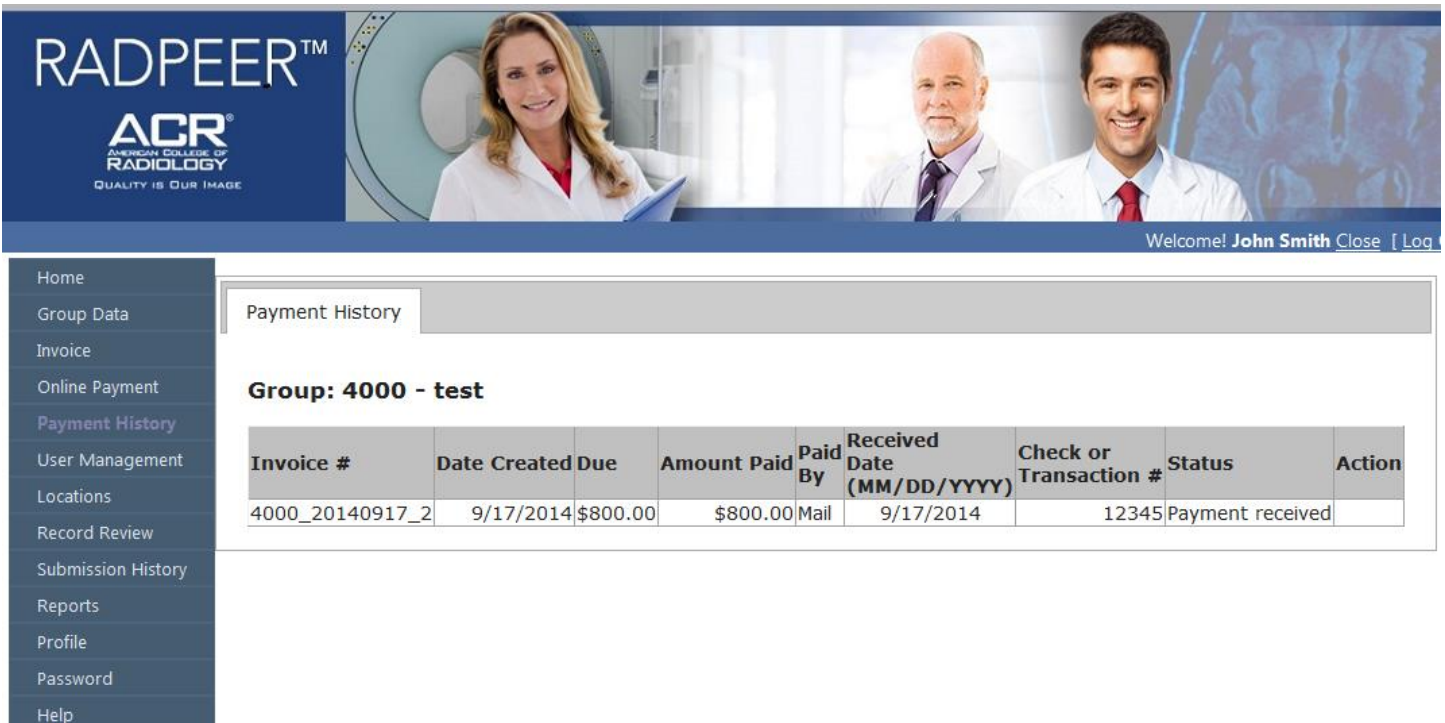 RADPEER™
ACR®
AMERICAN COLLEGE OF
RADIOLOGY
QUALITY IS OUR IMAGE
Welcome! John Smith Close [ Log
Home
Group Data
Invoice
Online Payment
Payment History
User Management
Locations
Record Review
Submission History
Reports
Profile
Password
Help
Payment History
Group: 4000 - test
Invoice # Date Created Due Amount Paid Paid By Received Date (MM/DD/YYYY) Check or Transaction # Status Action
4000_20140917_2 9/17/2014 $800.00 $800.00 Mail 9/17/2014 12345 Payment received